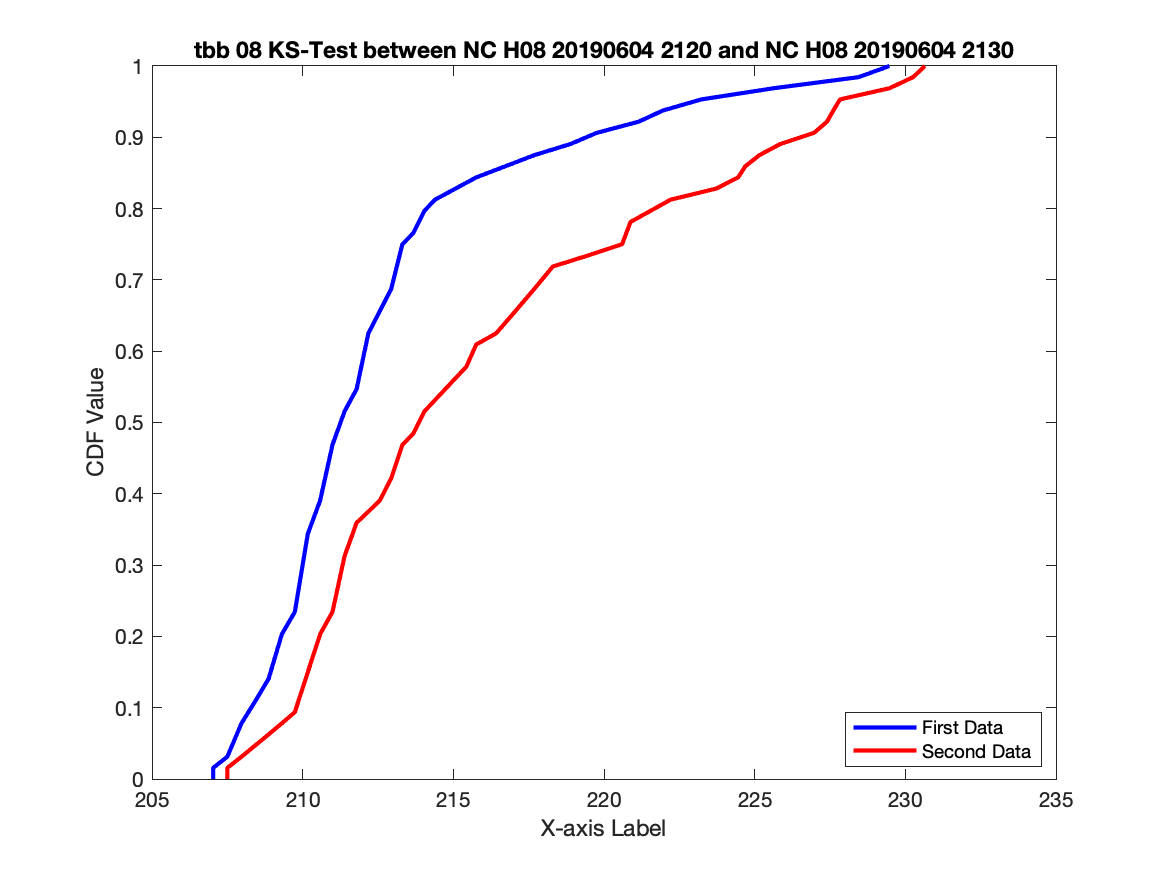 tbb 08 KS-Test between NC H08 20190604 2120 and NC H08 20190604 2130
1
0.9
0.8
0.7
0.6
0.5
0.4
0.3
0.2
0.1
0
CDF Value
First Data
Second Data
205 210 215 220 225 230 235
X-axis Label